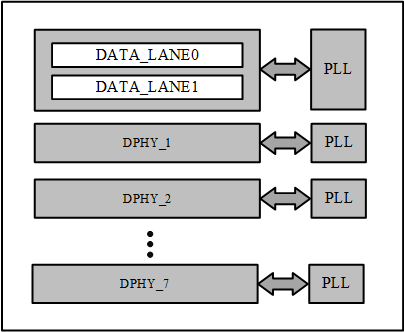 DATA_LANE0
PLL
DATA_LANE1
DPHY_1
PLL
DPHY_2
PLL
DPHY_7
PLL